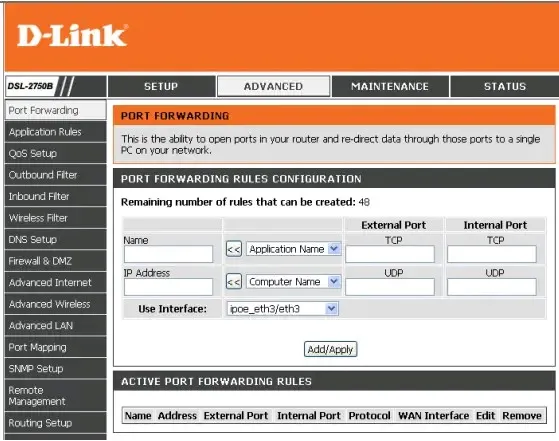 D-Link
DSL-2750B
SETUP
ADVANCED
MAINTENANCE
STATUS
Port Forwarding
Application Rules
QoS Setup
Outbound Filter
Inbound Filter
Wireless Filter
DNS Setup
Firewall & DMZ
Advanced Internet
Advanced Wireless
Advanced LAN
Port Mapping
SNMP Setup
Remote
Management
Routing Setup
PORT FORWARDING
This is the ability to open ports in your router and re-direct data through those ports to a single
PC on your network.
PORT FORWARDING RULES CONFIGURATION
Remaining number of rules that can be created: 48
External Port Internal Port
Name << Application Name TCP TCP
IP Address << Computer Name UDP UDP
Use Interface: ipoe_eth3/eth3
Add/Apply
ACTIVE PORT FORWARDING RULES
Name Address External Port Internal Port Protocol WAN Interface Edit Remove